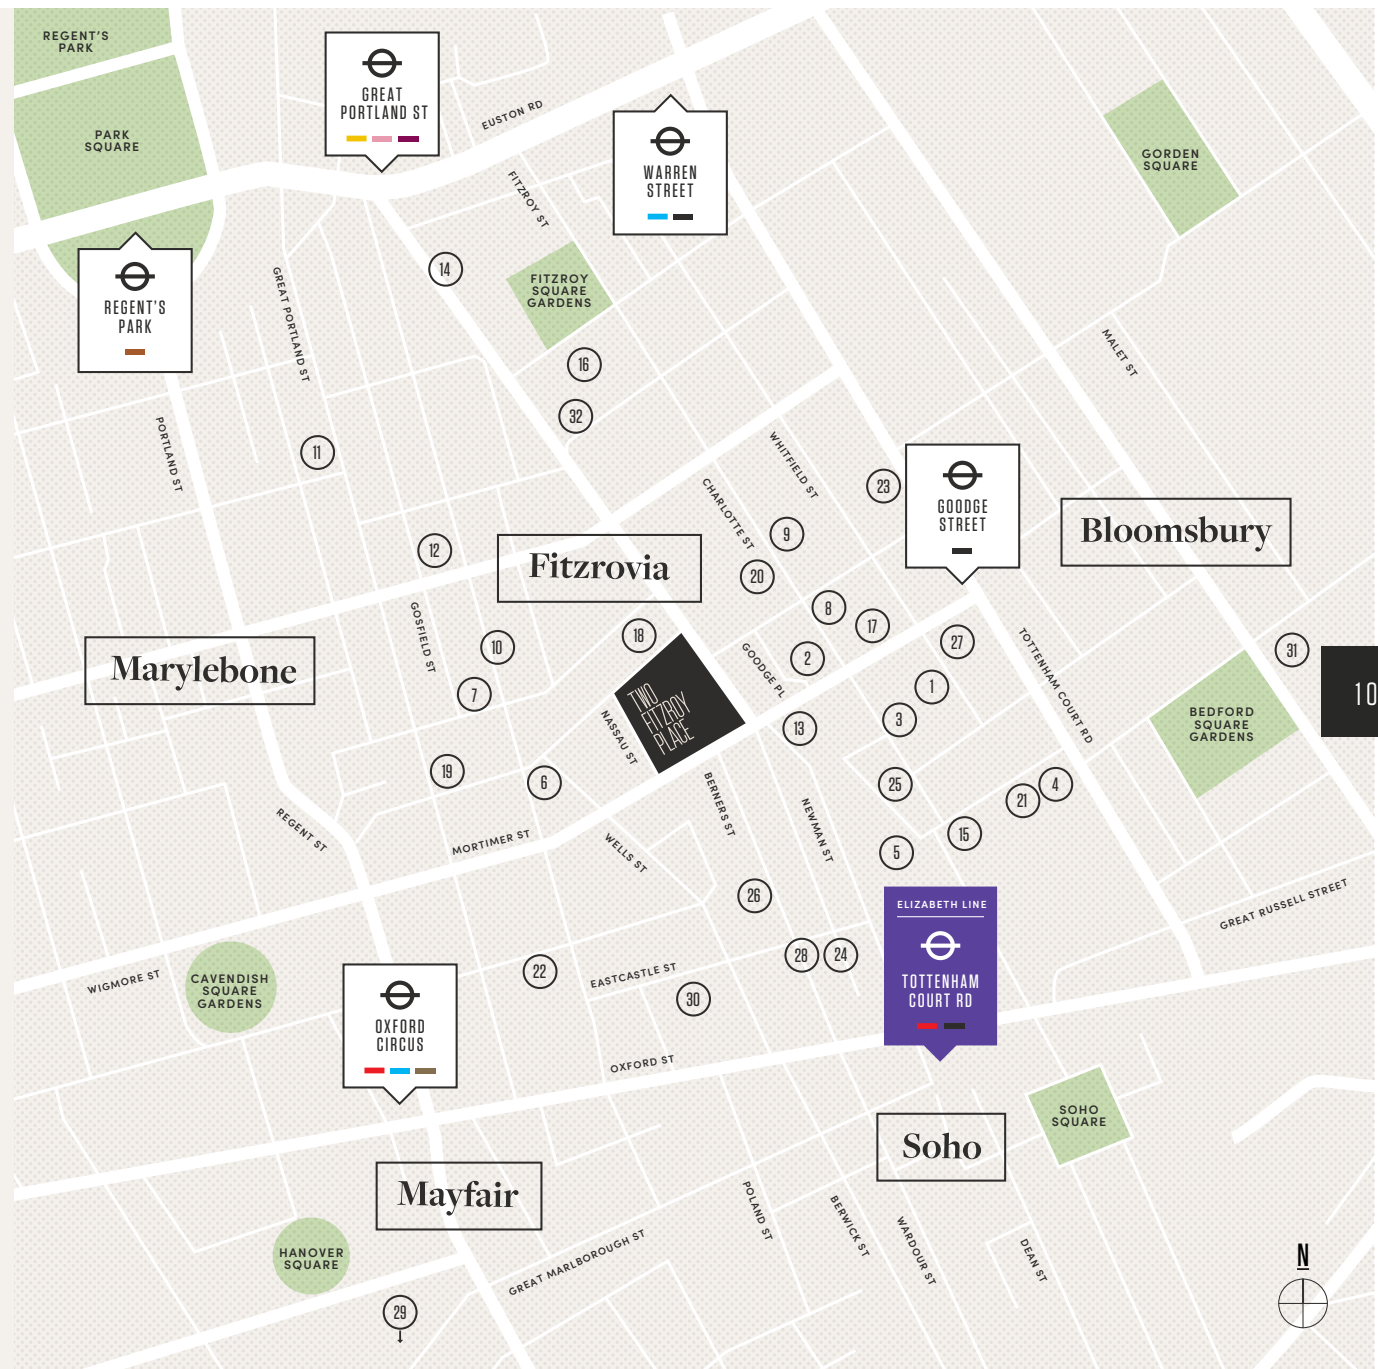 REGENT'S
PARK
PARK
SQUARE
GREAT
PORTLAND ST
EUSTON RD
WARREN
STREET
GORDEN
SQUARE
FITZROY ST
REGENT'S
PARK
14
FITZROY
SQUARE
GARDENS
GREAT PORTLAND ST
MALET ST
16
32
PORTLAND ST
11
WHITFIELD ST
CHARLOTTE ST
23
GOODGE
STREET
Bloomsbury
9
12
Fitzrovia
20
8
17
GOSFIELD ST
18
10
2
27
TOTTENHAM COURT RD
31
Marylebone
GOODGE PL
7
1
10
TWO
FITZROY
PLACE
NASSAU ST
13
3
BEDFORD
SQUARE
GARDENS
19
6
BERNERS ST
25
4
21
NEWMAN ST
REGENT ST
MORTIMER ST
WELLS ST
15
5
26
ELIZABETH LINE
TOTTENHAM
COURT RD
GREAT RUSSELL STREET
28
24
WIGMORE ST
CAVENDISH
SQUARE
GARDENS
22
EASTCASTLE ST
30
OXFORD
CIRCUS
OXFORD ST
SOHO
SQUARE
Soho
Mayfair
POLAND ST
BERWICK ST
WARDOUR ST
DEAN ST
HANOVER
SQUARE
GREAT MARLBOROUGH ST
N
29